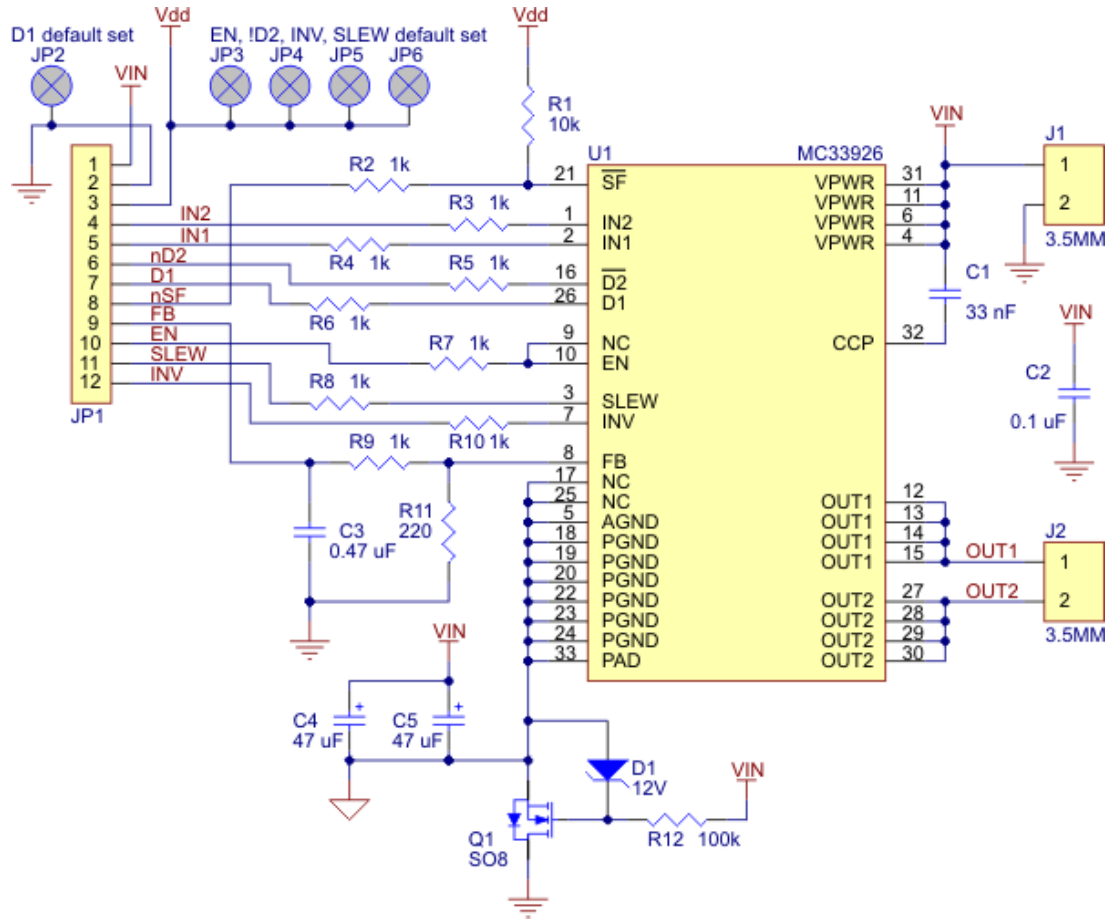 Vdd
Vdd
D1 default set
EN, !D2, INV, SLEW default set
JP2
JP3
JP4
JP5
JP6
VIN
R1
10k
VIN
J1
U1
MC33926
1
2
3.5MM
1
2
3
4
5
6
7
8
9
10
11
12
JP1
IN2
IN1
nD2
D1
nSF
FB
EN
SLEW
INV
R2 1k
R3 1k
R4 1k
R5 1k
R6 1k
R7 1k
R8 1k
R9 1k
R10 1k
21 SF
1 IN2
2 IN1
16 D2
26 D1
9 NC
10 EN
3 SLEW
7 INV
8 FB
17 NC
25 NC
5 AGND
18 PGND
19 PGND
20 PGND
22 PGND
23 PGND
24 PGND
33 PAD
VPWR 31
VPWR 11
VPWR 6
VPWR 4
CCP 32
OUT1 12
OUT1 13
OUT1 14
OUT1 15
OUT2 27
OUT2 28
OUT2 29
OUT2 30
C1
33 nF
VIN
C2
0.1 uF
J2
OUT1
1
OUT2
2
3.5MM
R11
220
C3
0.47 uF
VIN
C4
47 uF
+
C5
47 uF
+
D1
12V
VIN
R12 100k
Q1
SO8